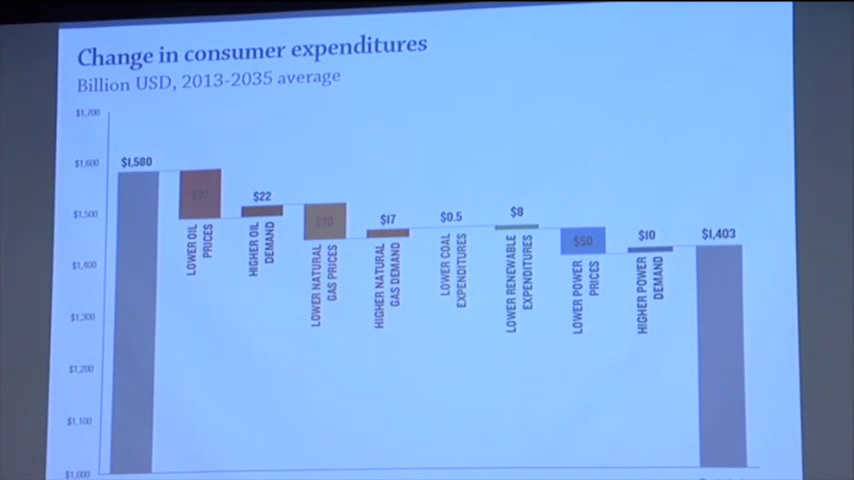 Change in consumer expenditures
Billion USD, 2013-2035 average
$1,700
$1,600
$1,500
$1,400
$1,300
$1,200
$1,100
$1,000
$1,580
LOWER OIL
PRICES
$22
HIGHER OIL
DEMAND
$70
LOWER NATURAL
GAS PRICES
$17
HIGHER NATURAL
GAS DEMAND
$0.5
LOWER COAL
EXPENDITURES
$8
LOWER RENEWABLE
EXPENDITURES
$50
LOWER POWER
PRICES
$10
HIGHER POWER
DEMAND
$1,403